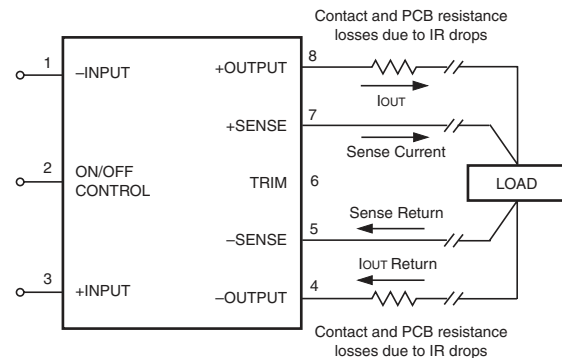 Contact and PCB resistance
losses due to IR drops
1
–INPUT
+OUTPUT
8
IOUT
+SENSE
7
Sense Current
2
ON/OFF
CONTROL
TRIM
6
LOAD
Sense Return
–SENSE
5
IOUT Return
3
+INPUT
–OUTPUT
4
Contact and PCB resistance
losses due to IR drops